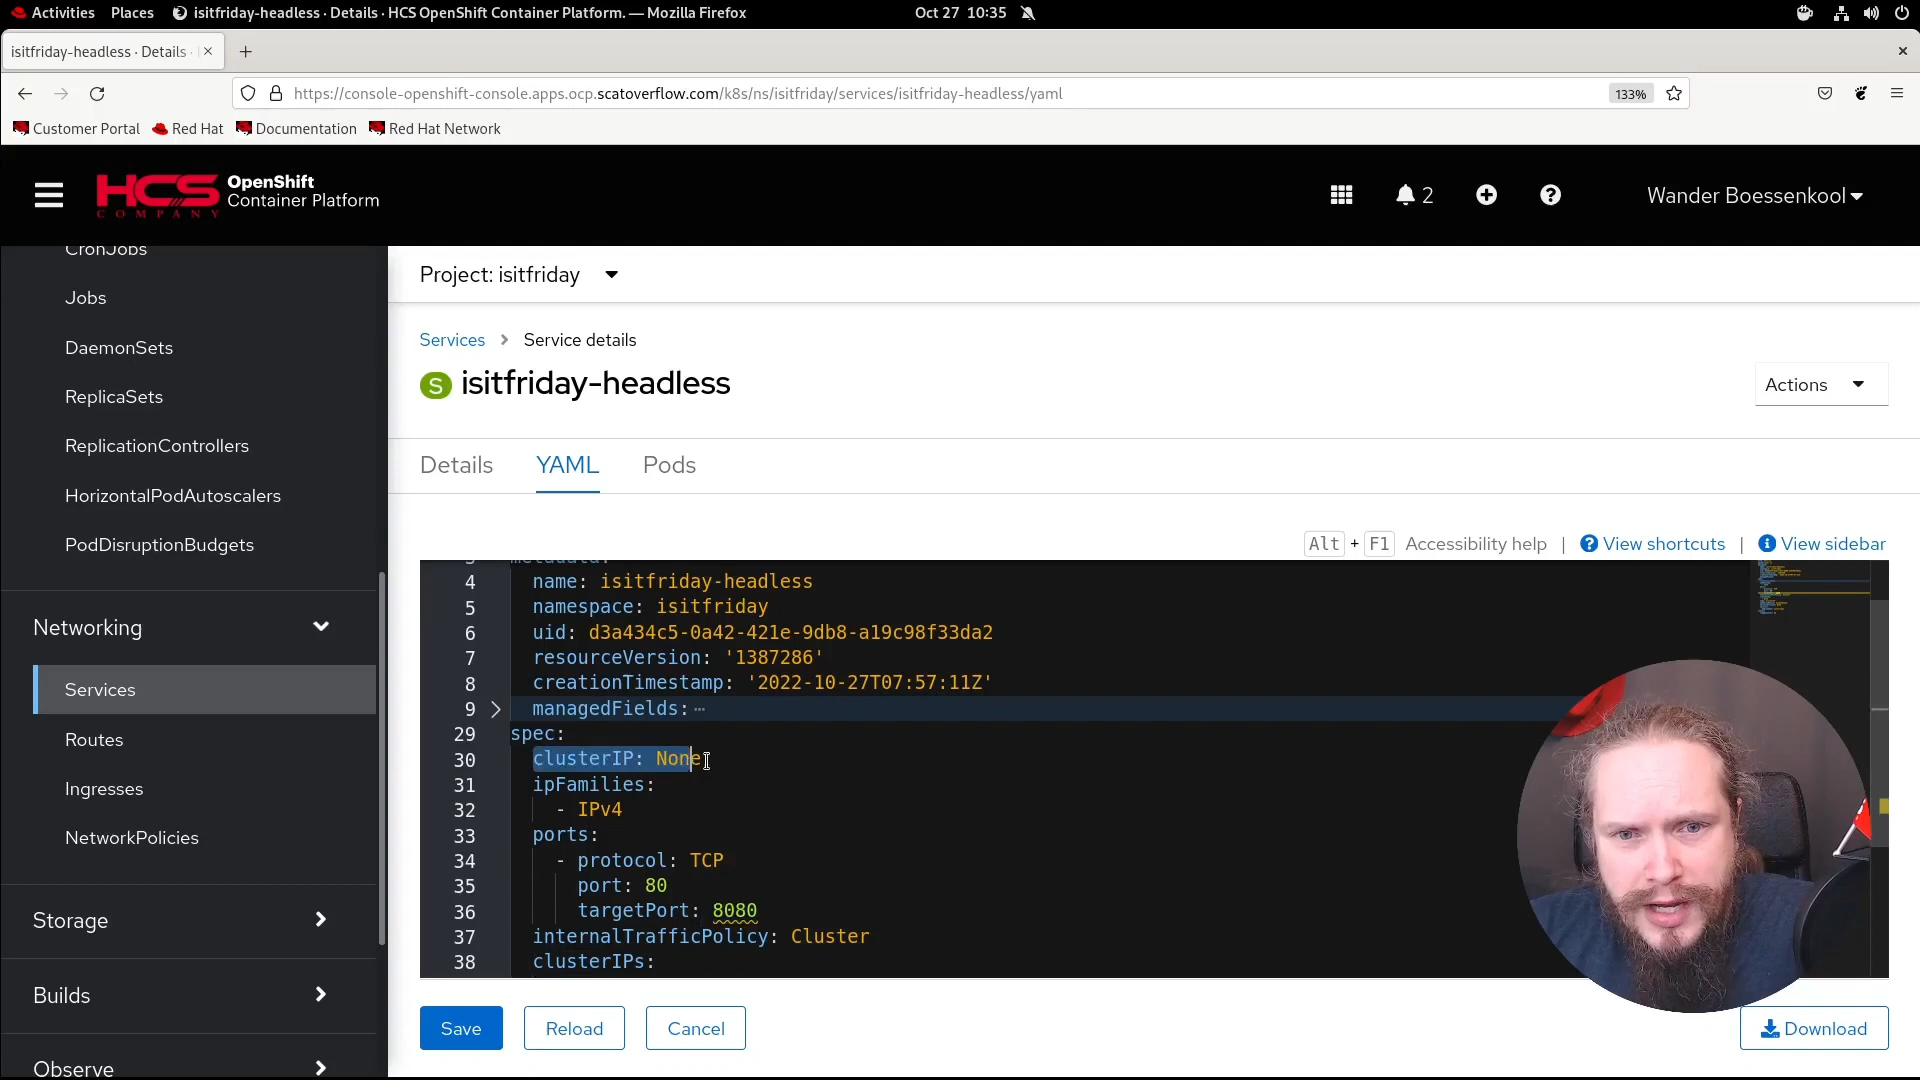 Activities Places isitfriday-headless · Details · HCS OpenShift Container Platform. — Mozilla Firefox Oct 27 10:35
isitfriday-headless · Details ·
https://console-openshift-console.apps.ocp.scatoverflow.com/k8s/ns/isitfriday/services/isitfriday-headless/yaml 133%
Customer Portal Red Hat Documentation Red Hat Network
HCS COMPANY OpenShift Container Platform 2 Wander Boessenkool
CronJobs
Jobs
DaemonSets
ReplicaSets
ReplicationControllers
HorizontalPodAutoscalers
PodDisruptionBudgets
Networking
Services
Routes
Ingresses
NetworkPolicies
Storage
Builds
Observe
Project: isitfriday
Services > Service details
S isitfriday-headless
Actions
Details YAML Pods
Alt + F1 Accessibility help | View shortcuts | View sidebar
3 metadata:
4 name: isitfriday-headless
5 namespace: isitfriday
6 uid: d3a434c5-0a42-421e-9db8-a19c98f33da2
7 resourceVersion: '1387286'
8 creationTimestamp: '2022-10-27T07:57:11Z'
9 managedFields: ⋯
29 spec:
30 clusterIP: None
31 ipFamilies:
32 - IPv4
33 ports:
34 - protocol: TCP
35 port: 80
36 targetPort: 8080
37 internalTrafficPolicy: Cluster
38 clusterIPs:
Save Reload Cancel Download